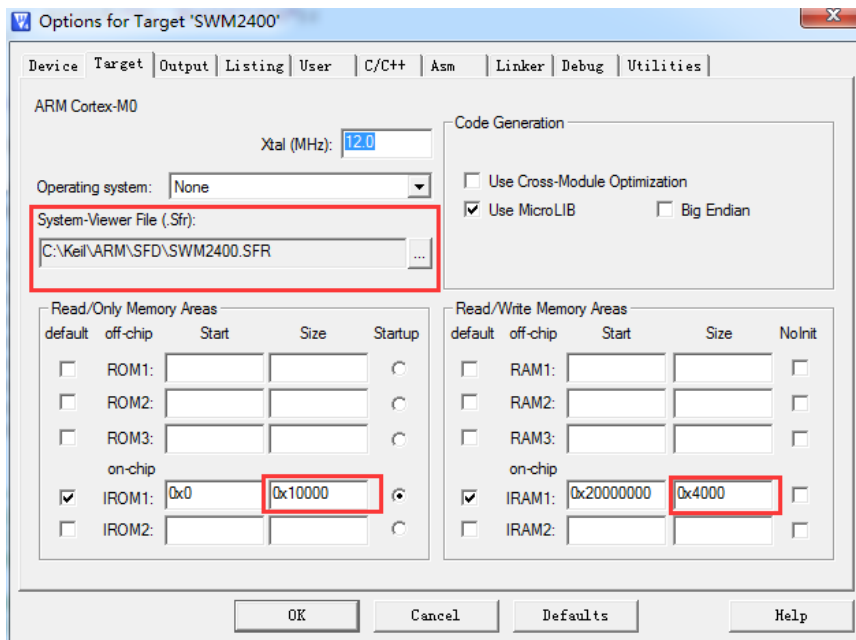 Options for Target 'SWM2400'
Device Target Output Listing User C/C++ Asm Linker Debug Utilities
ARM Cortex-M0
Xtal (MHz): 12.0
Operating system: None
System-Viewer File (.Sfr):
C:\Keil\ARM\SFD\SWM2400.SFR ...
Code Generation
Use Cross-Module Optimization
Use MicroLIB Big Endian
Read/Only Memory Areas
default off-chip Start Size Startup
ROM1:
ROM2:
ROM3:
on-chip
IROM1: 0x0 0x10000
IROM2:
Read/Write Memory Areas
default off-chip Start Size NoInit
RAM1:
RAM2:
RAM3:
on-chip
IRAM1: 0x20000000 0x4000
IRAM2:
OK Cancel Defaults Help